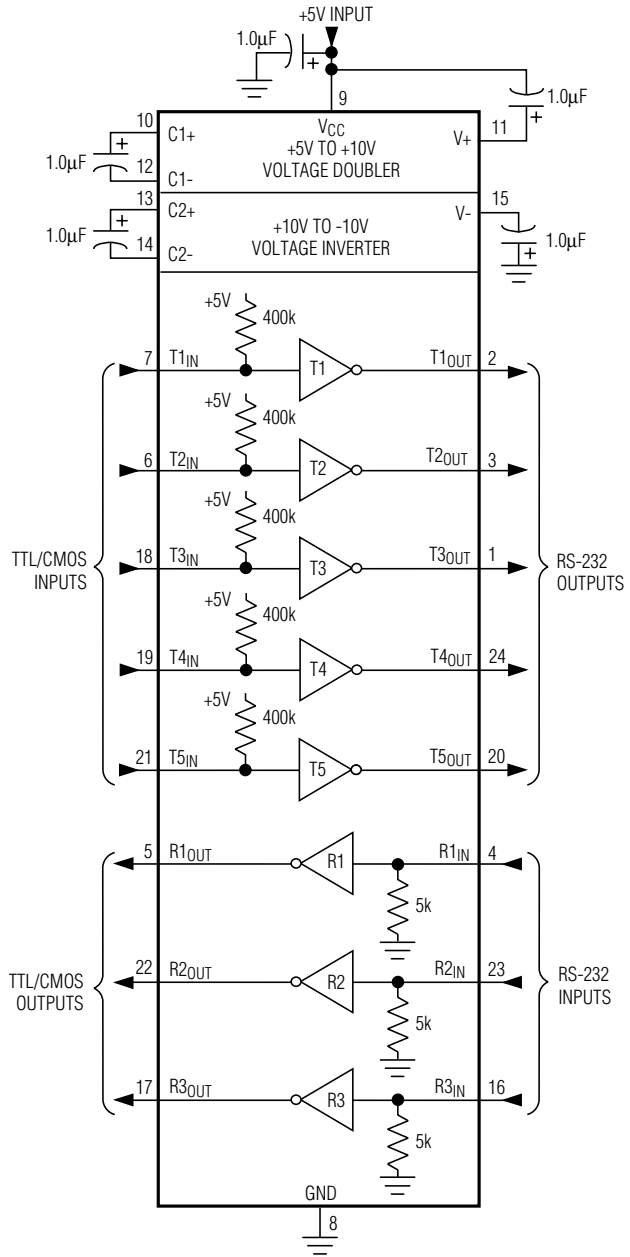 +5V INPUT
1.0μF
+
9
+
1.0μF
10 C1+
VCC
+5V TO +10V
VOLTAGE DOUBLER
V+ 11
+
1.0μF
12 C1-
13 C2+
+10V TO -10V
VOLTAGE INVERTER
V- 15
+
1.0μF
14 C2-
+
1.0μF
+5V 400k
7 T1IN T1 T1OUT 2
+5V 400k
6 T2IN T2 T2OUT 3
+5V 400k
TTL/CMOS
INPUTS
18 T3IN T3 T3OUT 1
RS-232
OUTPUTS
+5V 400k
19 T4IN T4 T4OUT 24
+5V 400k
21 T5IN T5 T5OUT 20
5 R1OUT R1 R1IN 4
5k
TTL/CMOS
OUTPUTS
22 R2OUT R2 R2IN 23
RS-232
INPUTS
5k
17 R3OUT R3 R3IN 16
5k
GND
8